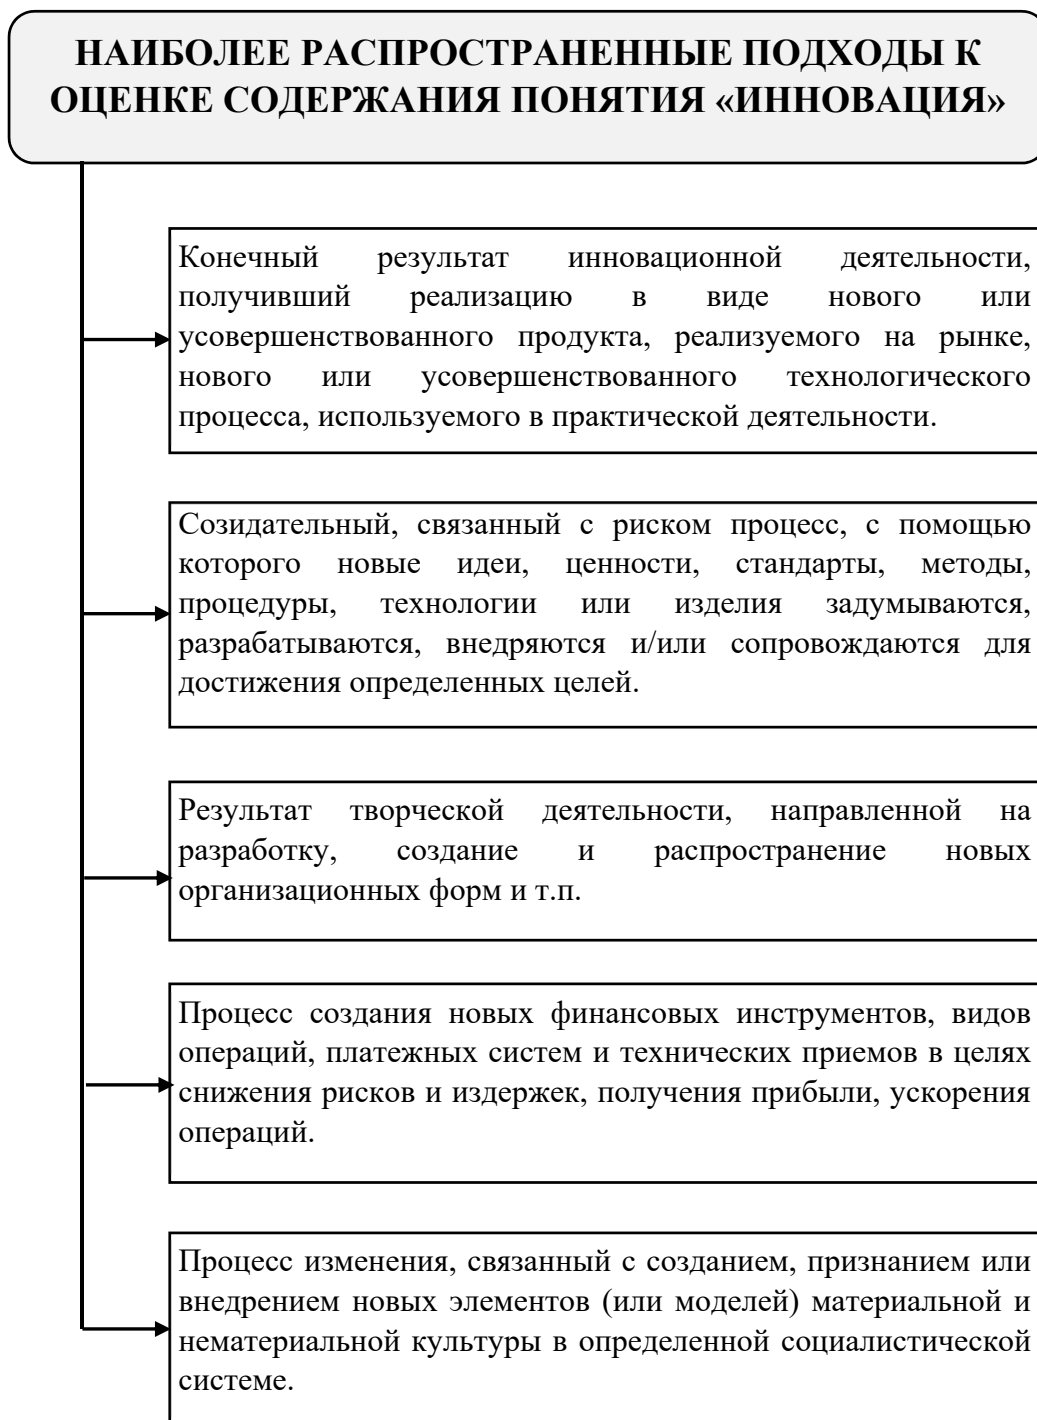 НАИБОЛЕЕ РАСПРОСТРАНЕННЫЕ ПОДХОДЫ К
ОЦЕНКЕ СОДЕРЖАНИЯ ПОНЯТИЯ «ИННОВАЦИЯ»
Конечный результат инновационной деятельности,
получивший реализацию в виде нового или
усовершенствованного продукта, реализуемого на рынке,
нового или усовершенствованного технологического
процесса, используемого в практической деятельности.
Созидательный, связанный с риском процесс, с помощью
которого новые идеи, ценности, стандарты, методы,
процедуры, технологии или изделия задумываются,
разрабатываются, внедряются и/или сопровождаются для
достижения определенных целей.
Результат творческой деятельности, направленной на
разработку, создание и распространение новых
организационных форм и т.п.
Процесс создания новых финансовых инструментов, видов
операций, платежных систем и технических приемов в целях
снижения рисков и издержек, получения прибыли, ускорения
операций.
Процесс изменения, связанный с созданием, признанием или
внедрением новых элементов (или моделей) материальной и
нематериальной культуры в определенной социалистической
системе.